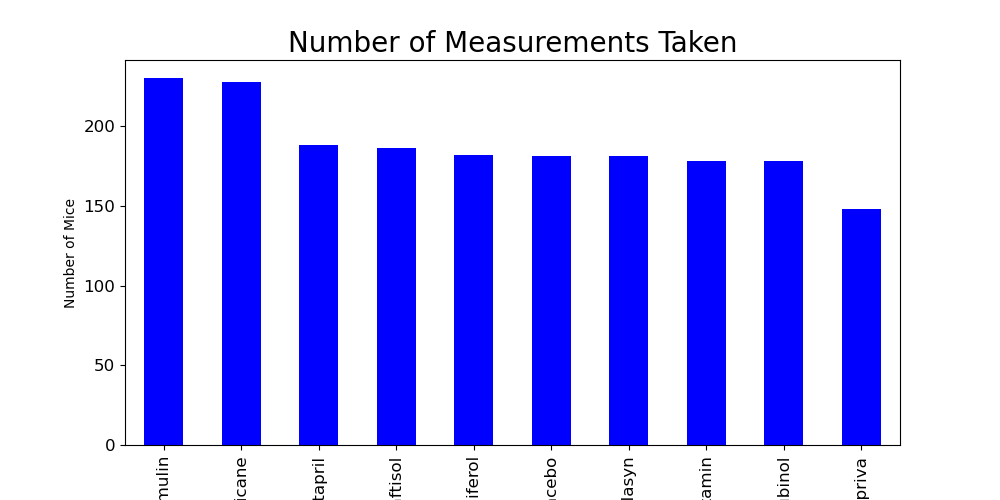 Number of Measurements Taken
Number of Mice
200
150
100
50
0
mulin
icane
tapril
ftisol
iferol
cebo
lasyn
tamin
binol
priva